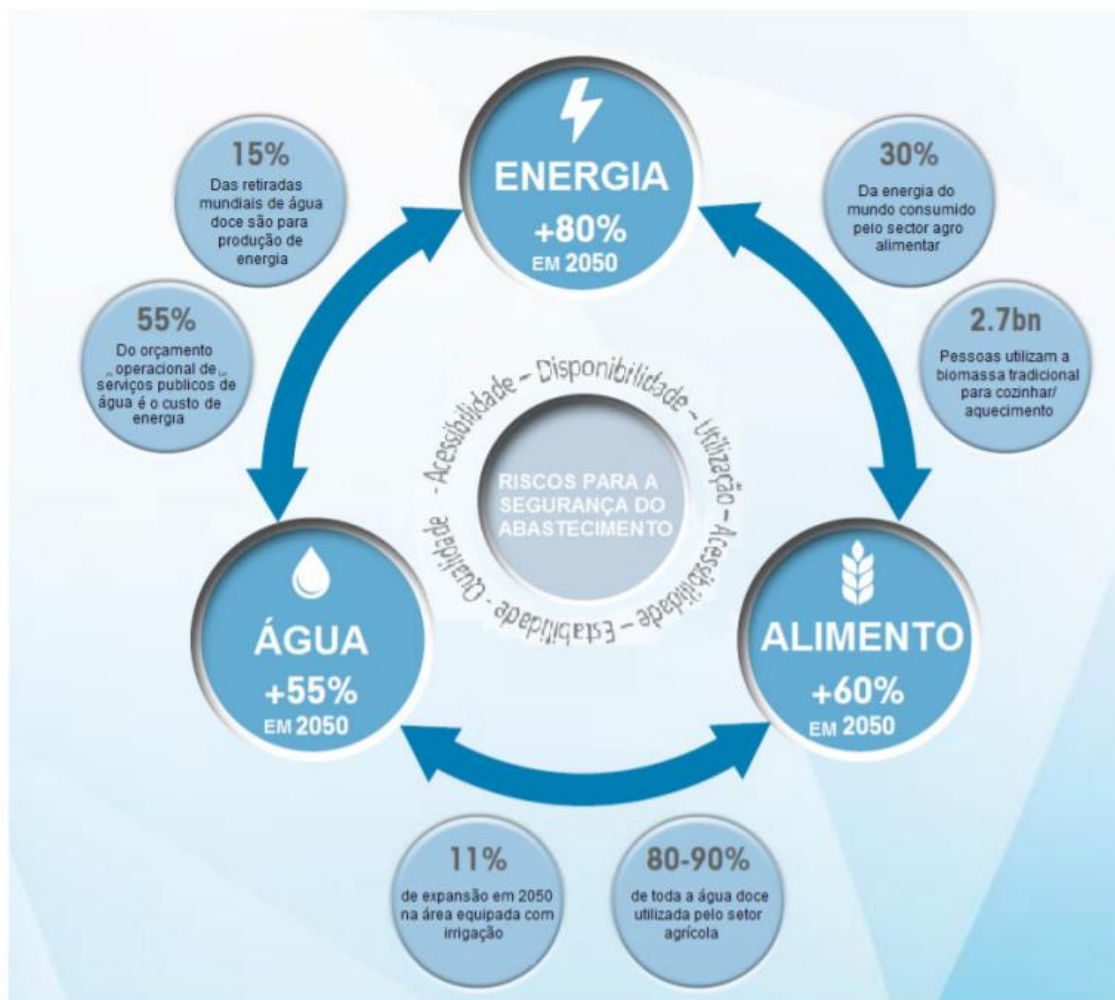 ENERGIA
+80%
EM 2050
15%
Das retiradas
mundiais de água
doce são para
produção de
energia
55%
Do orçamento
operacional de
serviços publicos de
água é o custo de
energia
30%
Da energia do
mundo consumido
pelo sector agro
alimentar
2.7bn
Pessoas utilizam a
biomassa tradicional
para cozinhar/
aquecimento
- Acessibilidade – Disponibilidade – Utilização – Acessibilidade – Estabilidade - Qualidade
RISCOS PARA A
SEGURANÇA DO
ABASTECIMENTO
ÁGUA
+55%
EM 2050
ALIMENTO
+60%
EM 2050
11%
de expansão em 2050
na área equipada com
irrigação
80-90%
de toda a água doce
utilizada pelo setor
agrícola